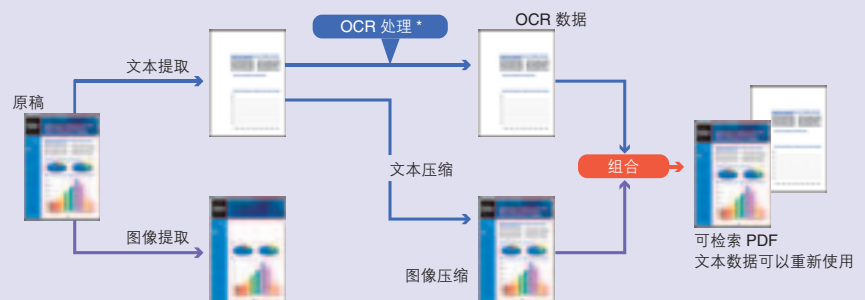 OCR 处理 *
OCR 数据
文本提取
原稿
文本压缩
组合
图像提取
图像压缩
可检索 PDF
文本数据可以重新使用